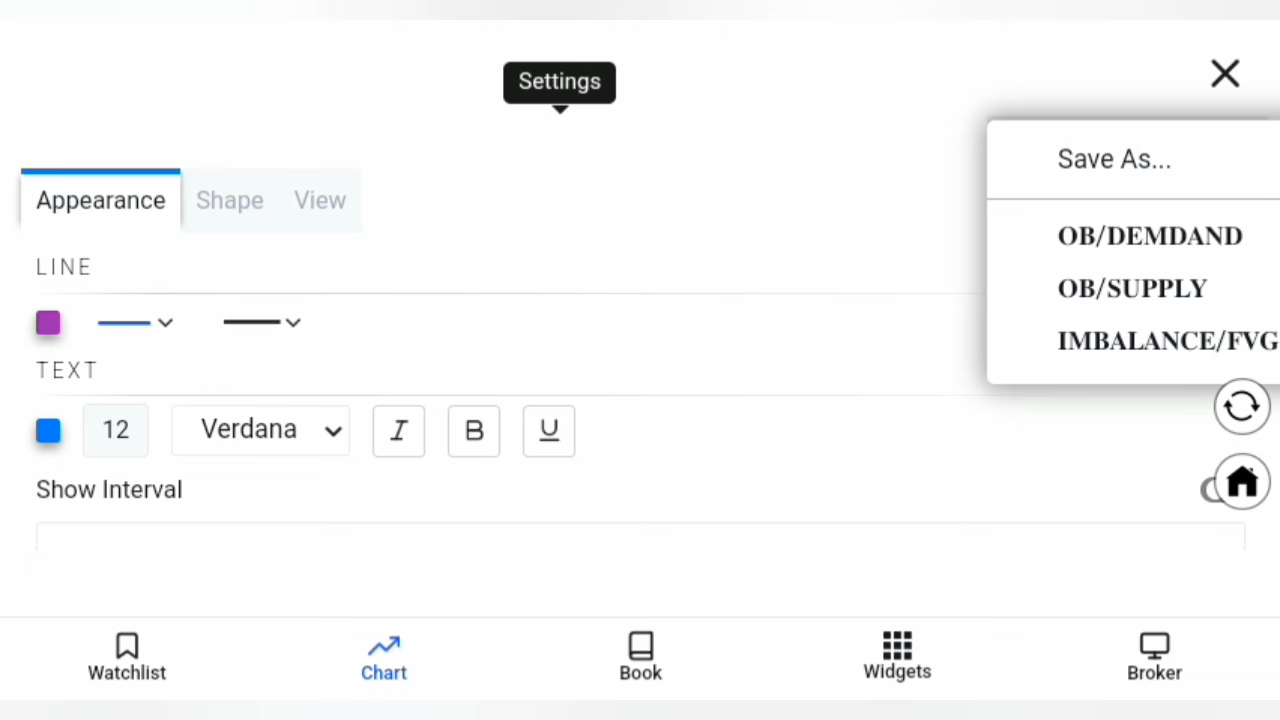 Settings
Save As...
Appearance Shape View
OB/DEMDAND
LINE
OB/SUPPLY
IMBALANCE/FVG
TEXT
12 Verdana I B U
Show Interval
Watchlist Chart Book Widgets Broker